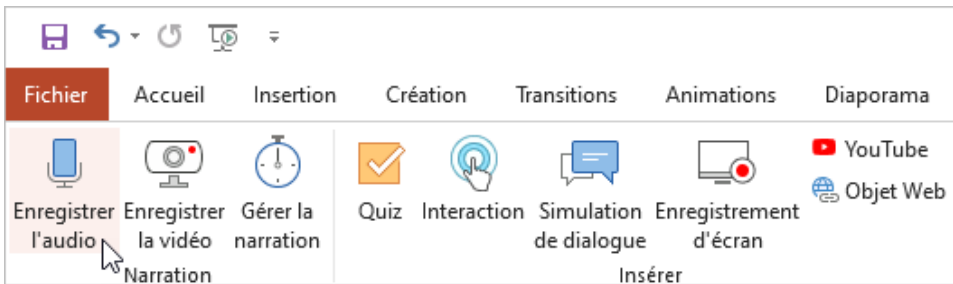 Fichier Accueil Insertion Création Transitions Animations Diaporama
YouTube
Objet Web
Enregistrer Enregistrer Gérer la Quiz Interaction Simulation Enregistrement
l'audio la vidéo narration de dialogue d'écran
Narration Insérer